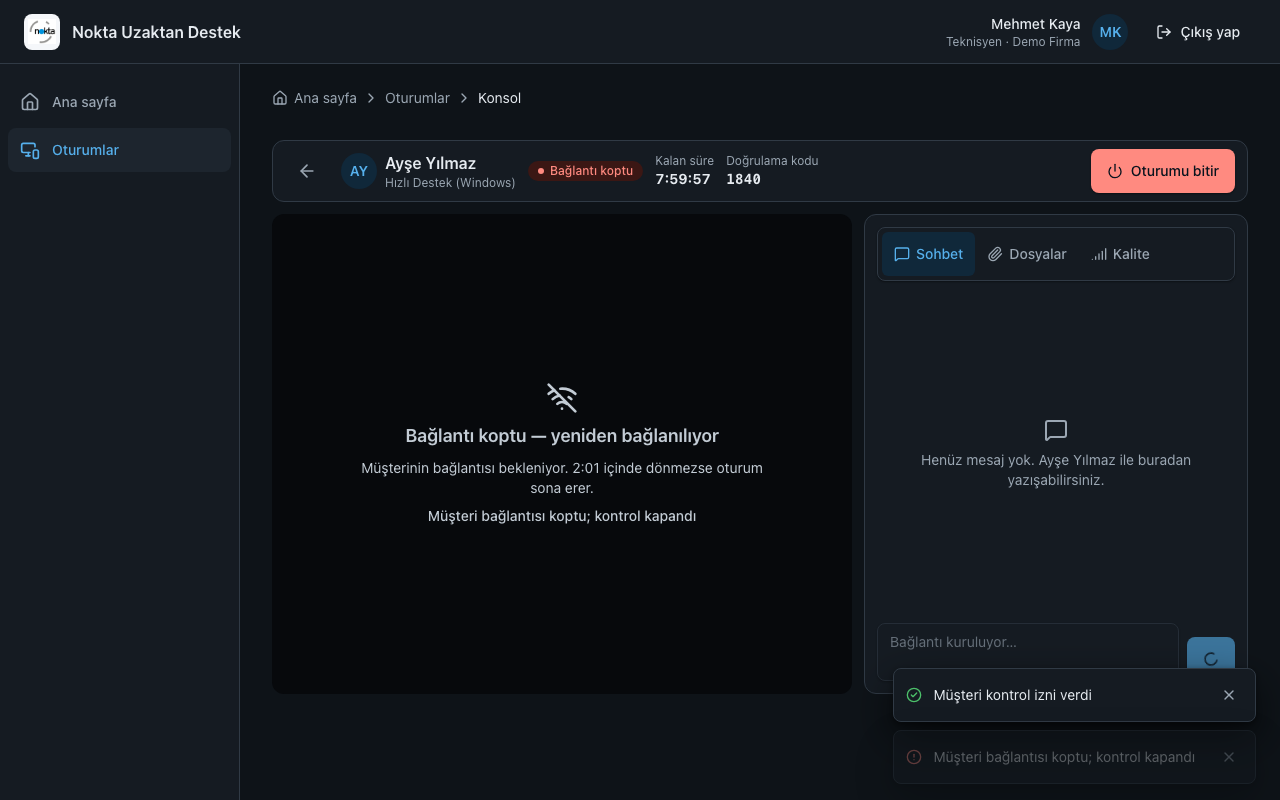 nokta
Nokta Uzaktan Destek
Mehmet Kaya
Teknisyen · Demo Firma
MK
Çıkış yap
Ana sayfa
Oturumlar
Ana sayfa
Oturumlar
Konsol
AY
Ayşe Yılmaz
Hızlı Destek (Windows)
Bağlantı koptu
Kalan süre
7:59:57
Doğrulama kodu
1840
Oturumu bitir
Bağlantı koptu — yeniden bağlanılıyor
Müşterinin bağlantısı bekleniyor. 2:01 içinde dönmezse oturum
sona erer.
Müşteri bağlantısı koptu; kontrol kapandı
Sohbet
Dosyalar
Kalite
Henüz mesaj yok. Ayşe Yılmaz ile buradan
yazışabilirsiniz.
Bağlantı kuruluyor...
Müşteri kontrol izni verdi
Müşteri bağlantısı koptu; kontrol kapandı